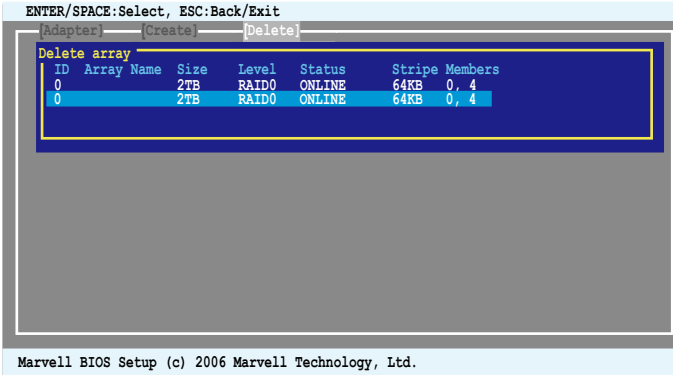 ENTER/SPACE:Select, ESC:Back/Exit
[Adapter] [Create] [Delete]
Delete array
ID Array Name Size Level Status Stripe Members
0 2TB RAID0 ONLINE 64KB 0, 4
0 2TB RAID0 ONLINE 64KB 0, 4
Marvell BIOS Setup (c) 2006 Marvell Technology, Ltd.